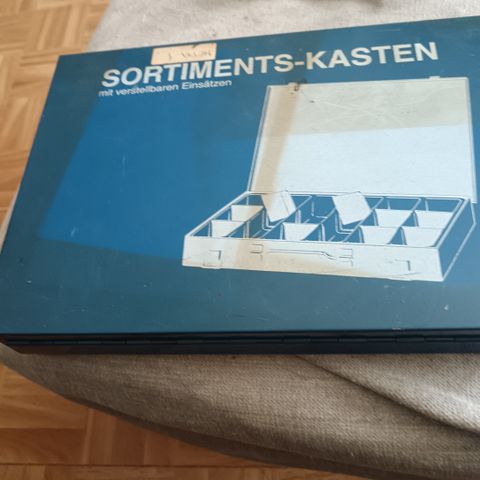 SORTIMENTS-KASTEN
mit verstellbaren Einsätzen